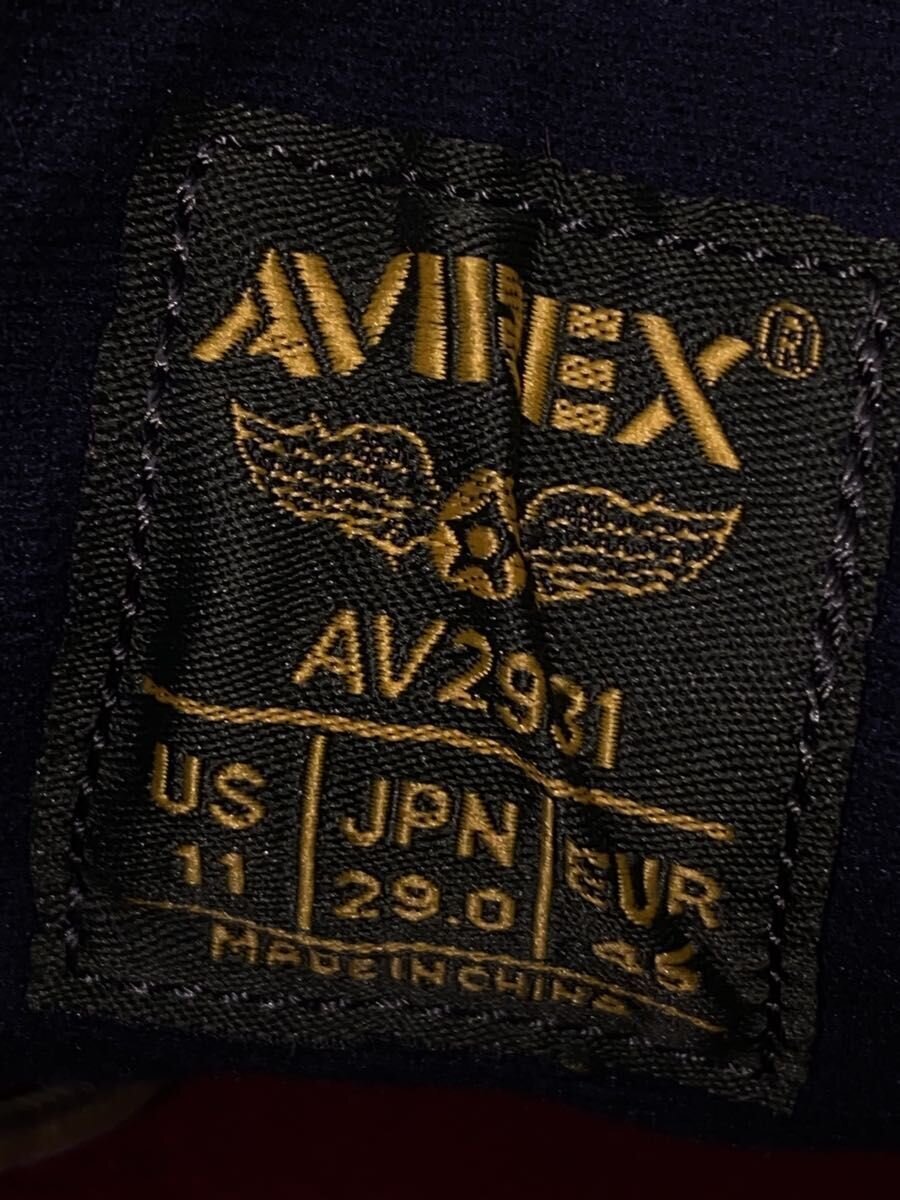 AVIREX®
AV2931
US JPN EUR
11 29.0 45
MADE IN CHINA